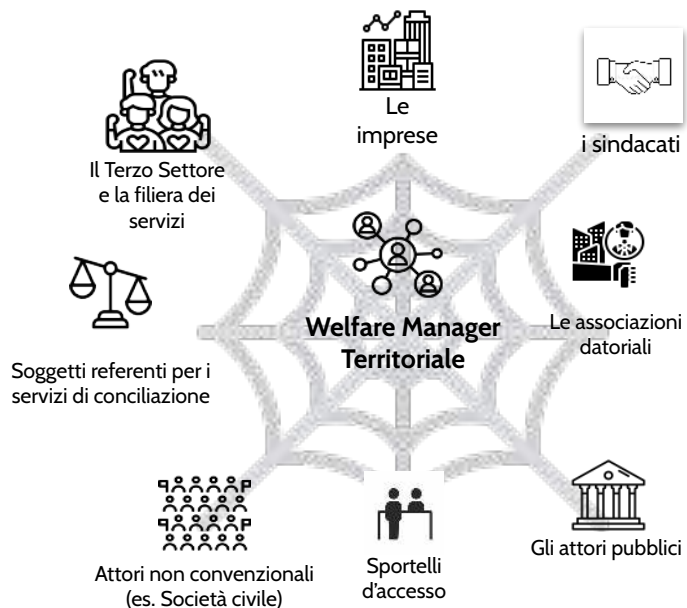 Le
imprese
i sindacati
Il Terzo Settore
e la filiera dei
servizi
Welfare Manager
Territoriale
Le associazioni
datoriali
Soggetti referenti per i
servizi di conciliazione
Gli attori pubblici
Sportelli
d'accesso
Attori non convenzionali
(es. Società civile)